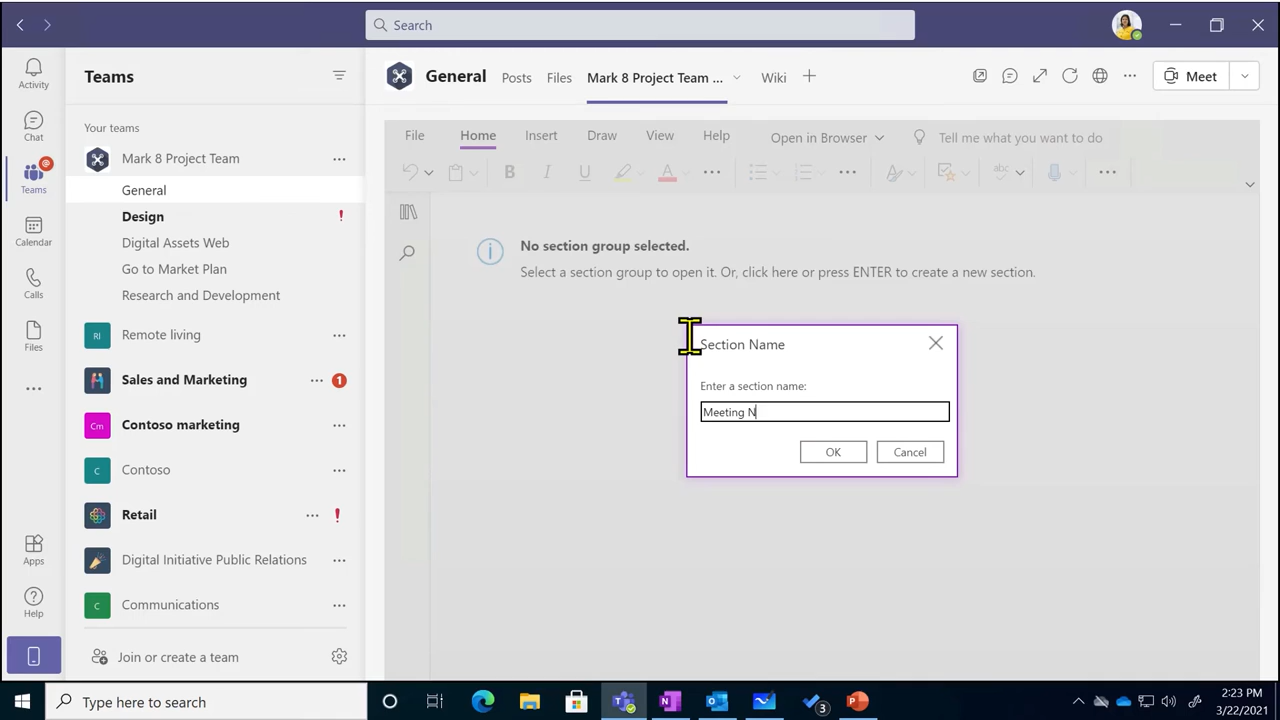 Search
Activity
Chat
Teams
Calendar
Calls
Files
Apps
Help
Teams
Your teams
Mark 8 Project Team
General
Design
Digital Assets Web
Go to Market Plan
Research and Development
RI Remote living
Sales and Marketing 1
Cm Contoso marketing
C Contoso
Retail
Digital Initiative Public Relations
C Communications
Join or create a team
General Posts Files Mark 8 Project Team ... Wiki Meet
File Home Insert Draw View Help Open in Browser Tell me what you want to do
B I U A abc
No section group selected.
Select a section group to open it. Or, click here or press ENTER to create a new section.
Section Name
Enter a section name:
Meeting N
OK Cancel
Type here to search
3
2:23 PM
3/22/2021